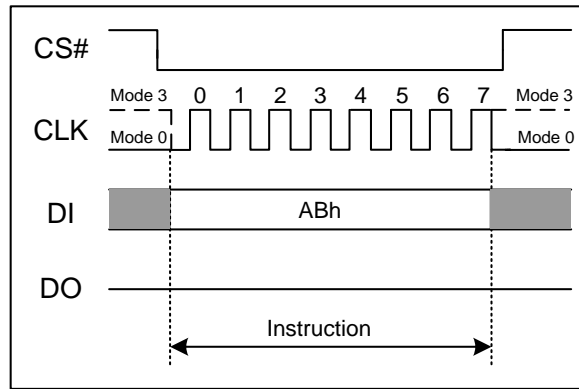 CS#
Mode 3 0 1 2 3 4 5 6 7 Mode 3
CLK
Mode 0 Mode 0
DI ABh
DO
Instruction